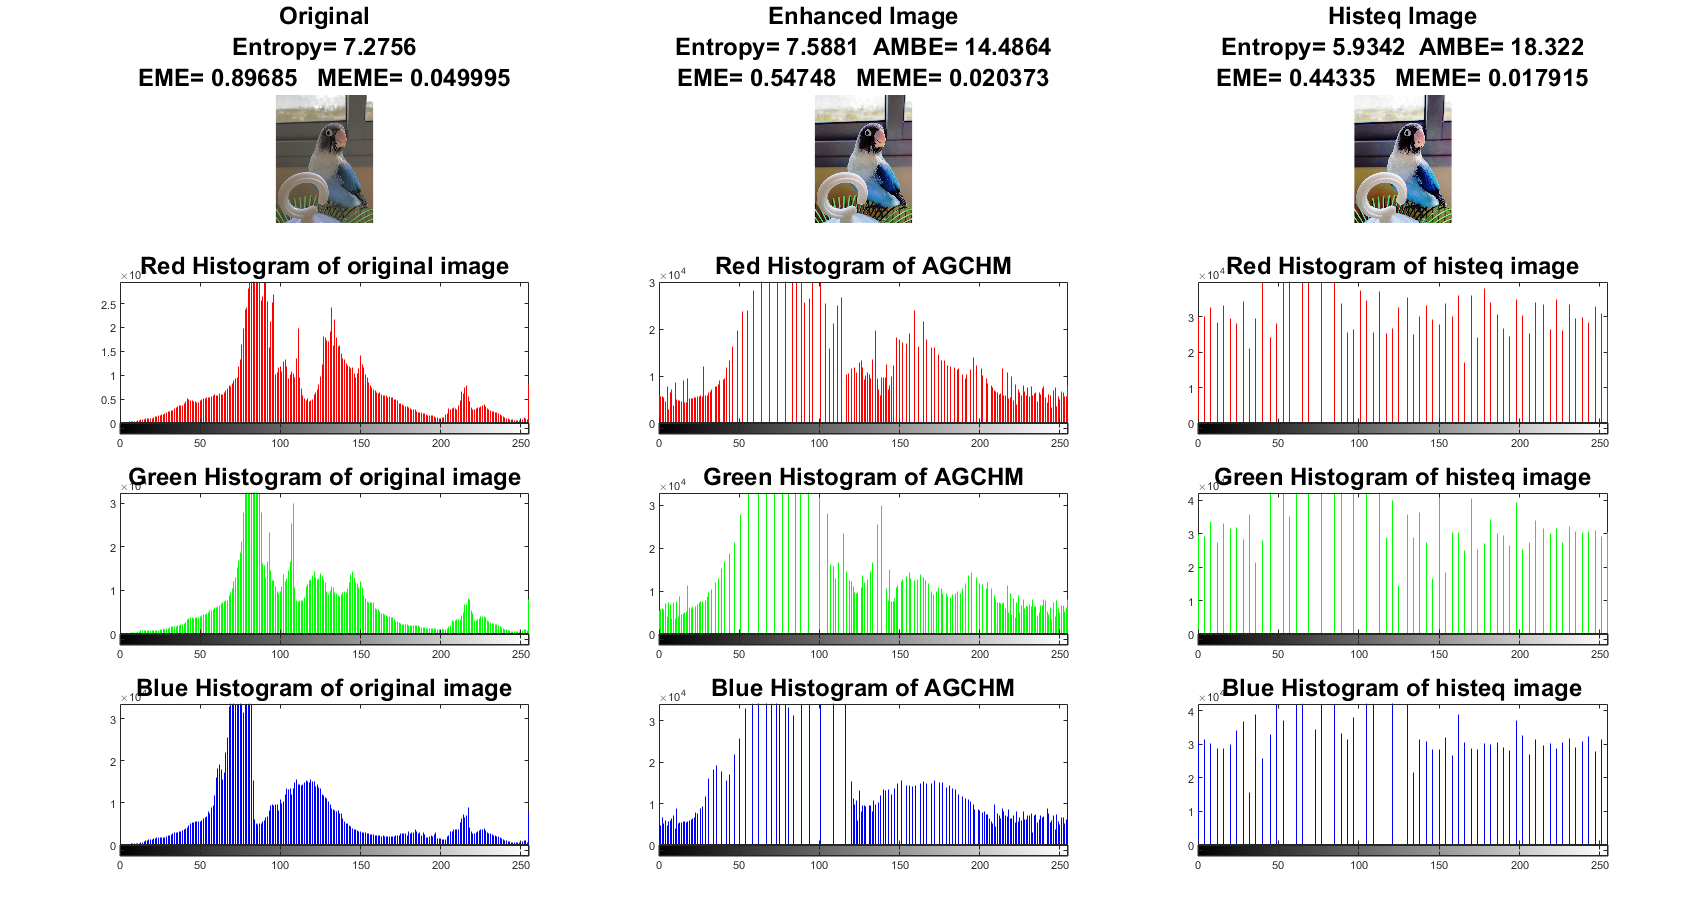 Original
Entropy= 7.2756
EME= 0.89685 MEME= 0.049995
Enhanced Image
Entropy= 7.5881 AMBE= 14.4864
EME= 0.54748 MEME= 0.020373
Histeq Image
Entropy= 5.9342 AMBE= 18.322
EME= 0.44335 MEME= 0.017915
Red Histogram of original image
×10
2.5
2
1.5
1
0.5
0
0 50 100 150 200 250
Red Histogram of AGCHM
×10⁴
3
2
1
0
0 50 100 150 200 250
Red Histogram of histeq image
×10⁴
3
2
1
0
0 50 100 150 200 250
Green Histogram of original image
×10
3
2
1
0
0 50 100 150 200 250
Green Histogram of AGCHM
×10⁴
3
2
1
0
0 50 100 150 200 250
Green Histogram of histeq image
×10
4
3
2
1
0
0 50 100 150 200 250
Blue Histogram of original image
×10
3
2
1
0
0 50 100 150 200 250
Blue Histogram of AGCHM
×10⁴
3
2
1
0
0 50 100 150 200 250
Blue Histogram of histeq image
×10⁴
4
3
2
1
0
0 50 100 150 200 250